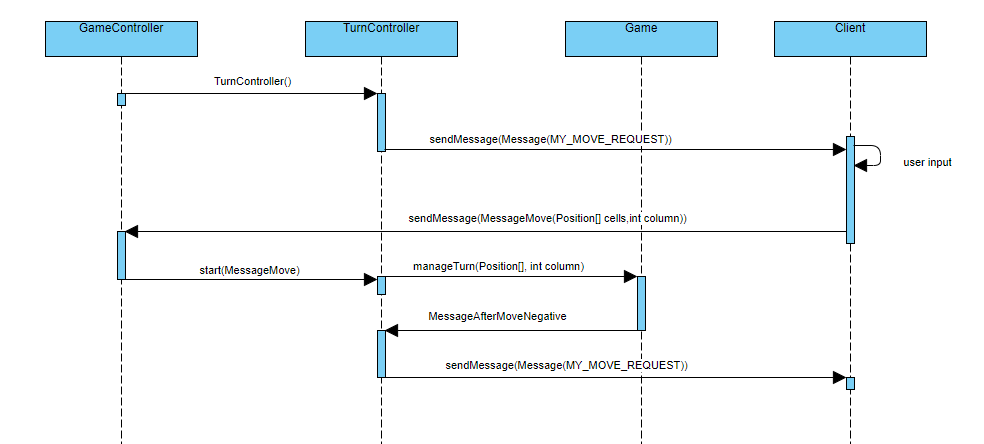 GameController
TurnController
Game
Client
TurnController()
sendMessage(Message(MY_MOVE_REQUEST))
user input
sendMessage(MessageMove(Position[] cells,int column))
start(MessageMove)
manageTurn(Position[], int column)
MessageAfterMoveNegative
sendMessage(Message(MY_MOVE_REQUEST))